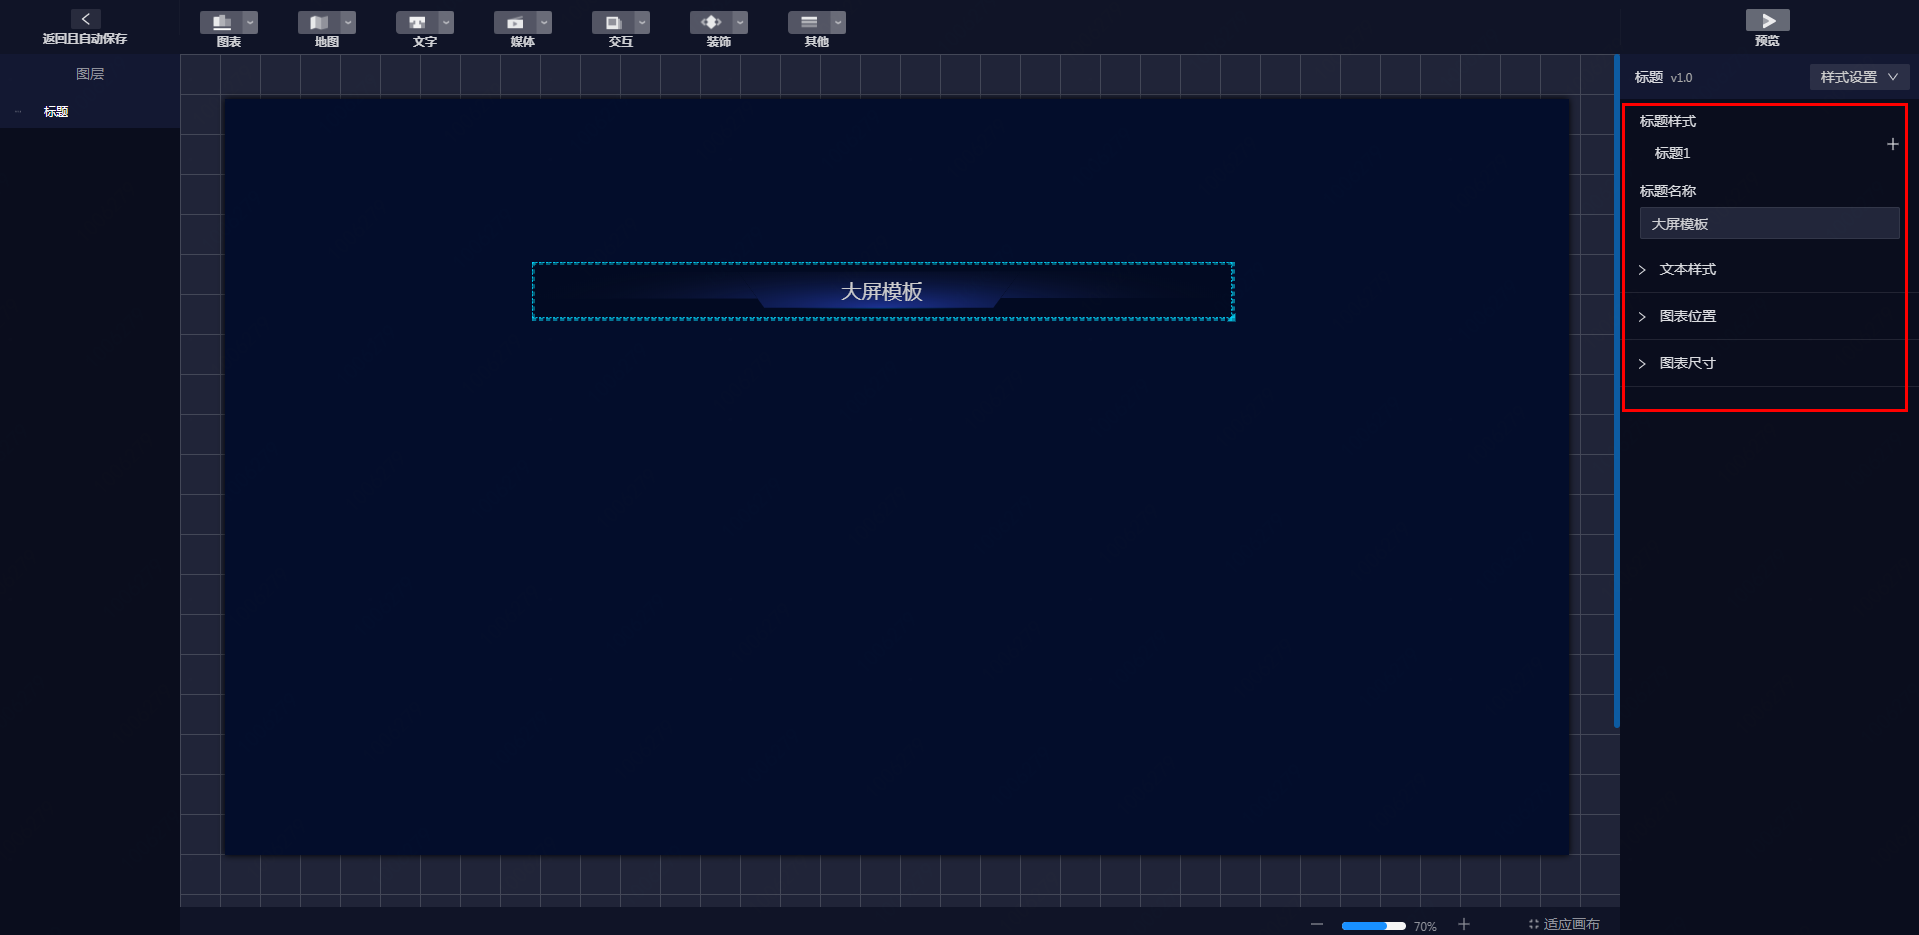 返回且自动保存
图表
地图
文字
媒体
交互
装饰
其他
预览
图层
标题
标题 v1.0
样式设置
标题样式
标题1
标题名称
大屏模板
文本样式
图表位置
图表尺寸
大屏模板
70%
适应画布